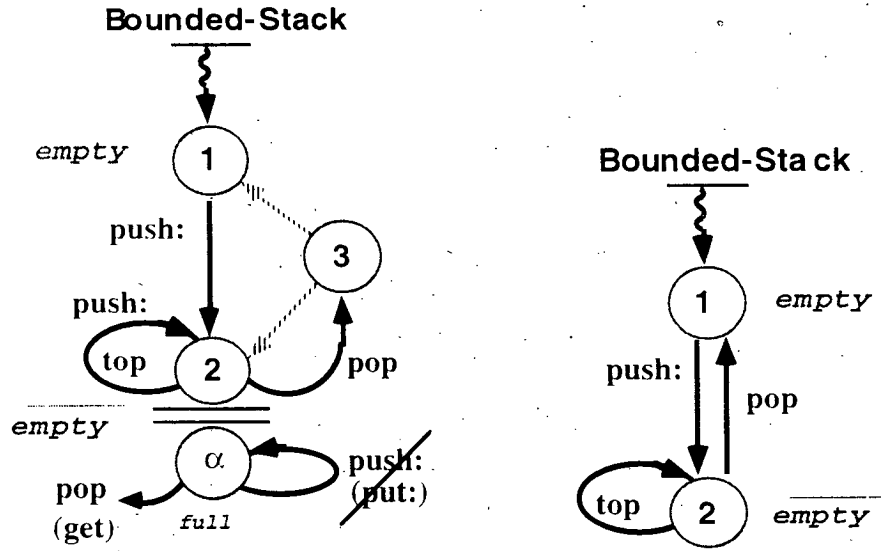 Bounded-Stack
empty
1
push:
3
push:
top
2
pop
empty
α
push:
(put:)
pop
(get)
full
Bounded-Stack
1
empty
push:
pop
top
2
empty